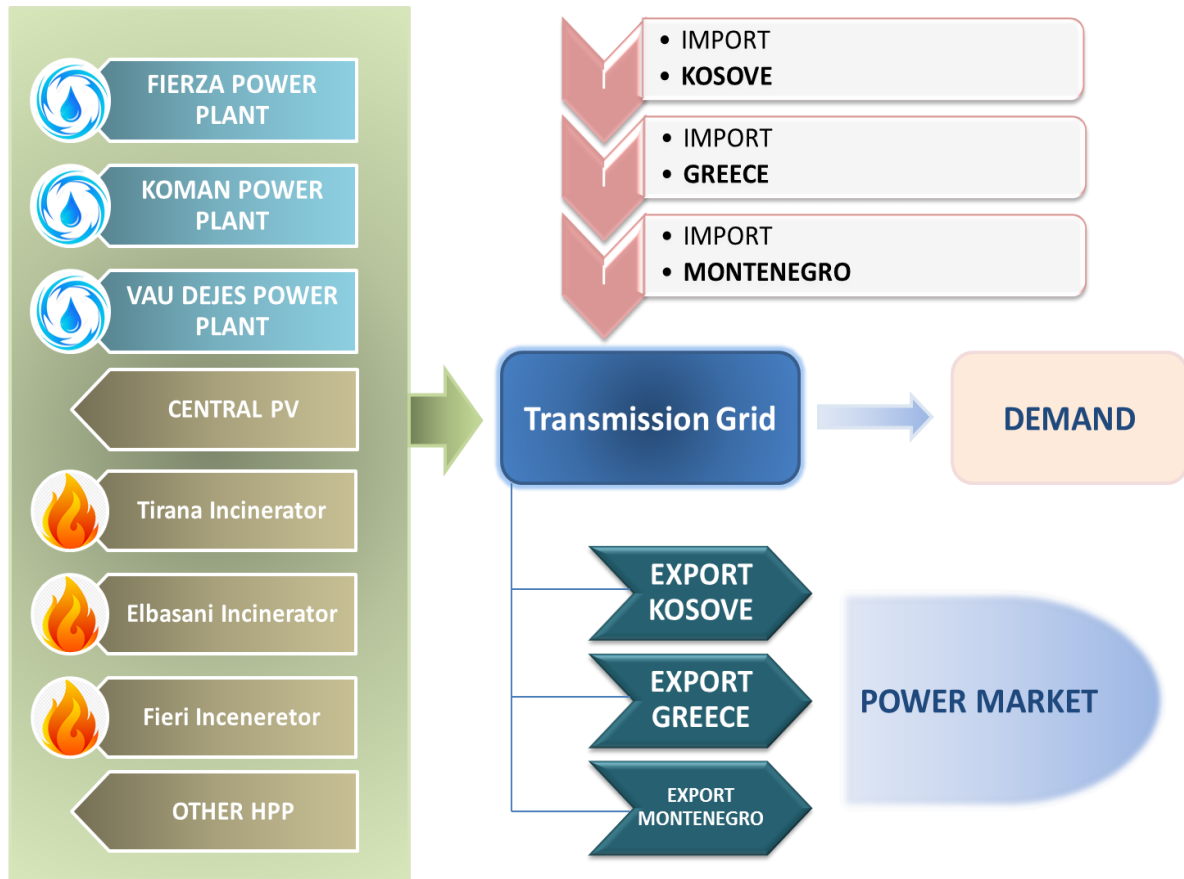 FIERZA POWER
PLANT
KOMAN POWER
PLANT
VAU DEJES POWER
PLANT
CENTRAL PV
Tirana Incinerator
Elbasani Incinerator
Fieri Inceneretor
OTHER HPP
• IMPORT
• KOSOVE
• IMPORT
• GREECE
• IMPORT
• MONTENEGRO
Transmission Grid
DEMAND
EXPORT
KOSOVE
EXPORT
GREECE
EXPORT
MONTENEGRO
POWER MARKET